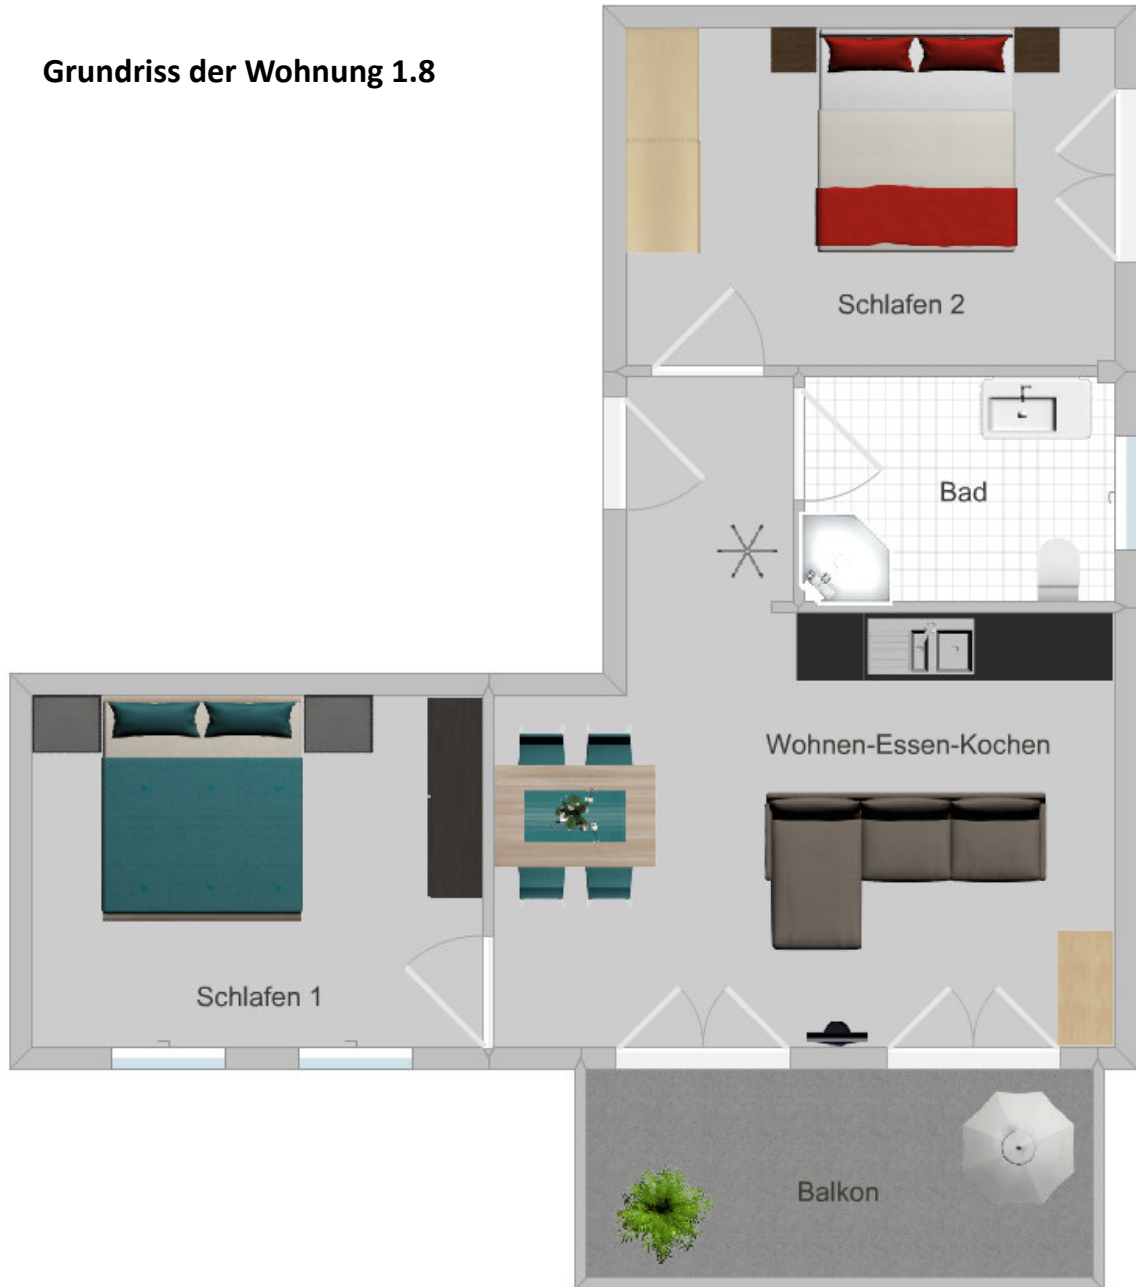 Grundriss der Wohnung 1.8
Schlafen 2
Bad
Wohnen-Essen-Kochen
Schlafen 1
Balkon